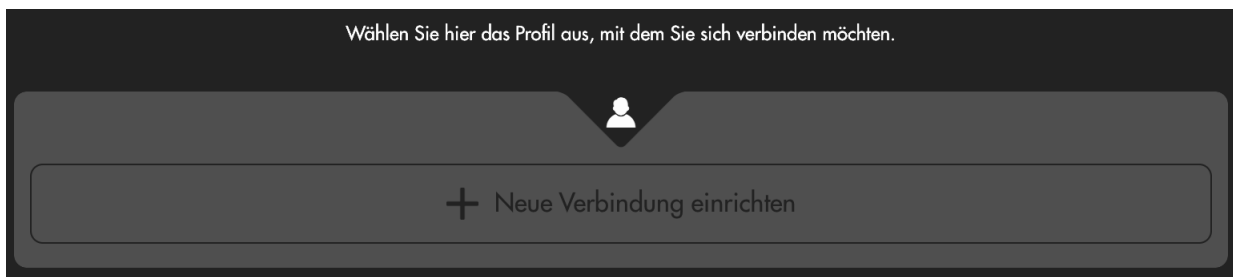 Wählen Sie hier das Profil aus, mit dem Sie sich verbinden möchten.
+ Neue Verbindung einrichten